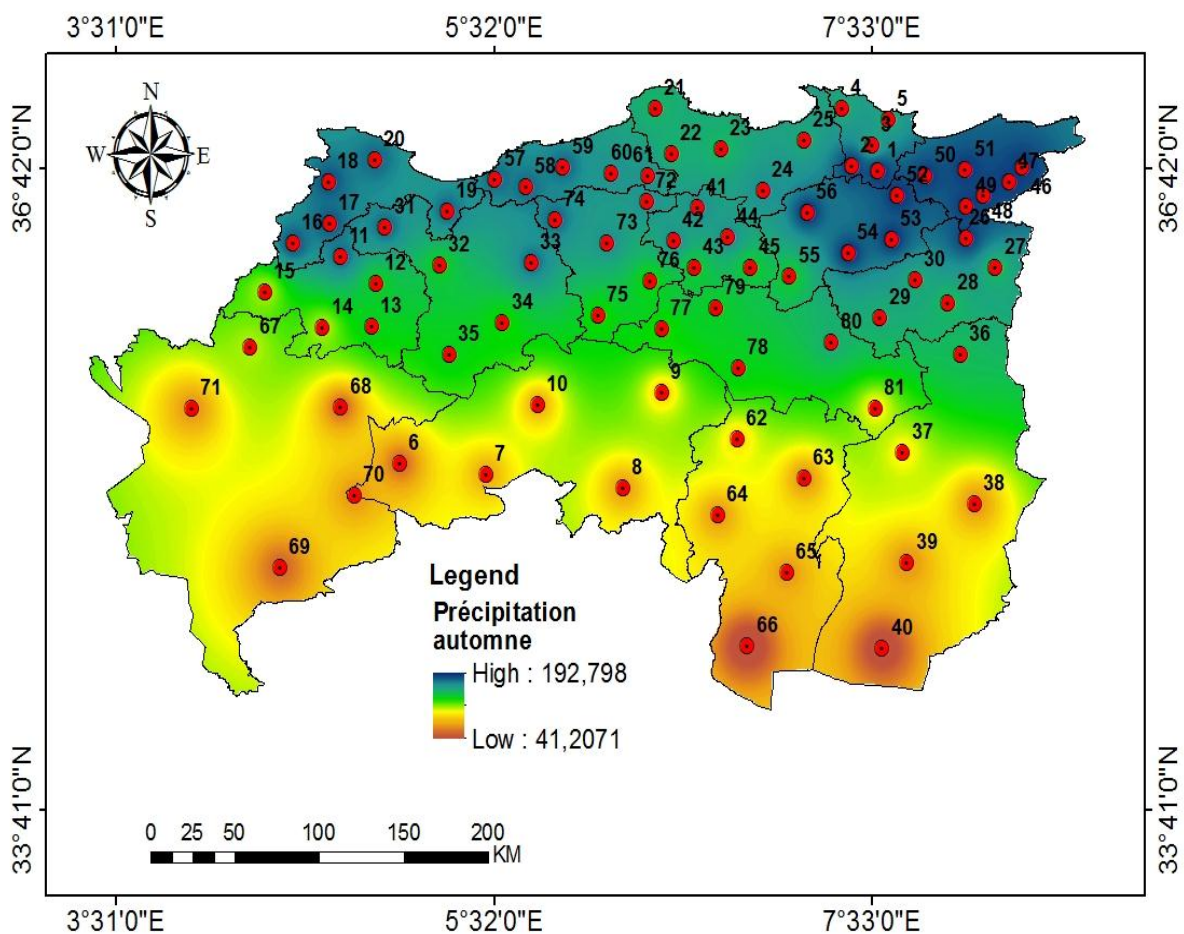 3°31'0"E 5°32'0"E 7°33'0"E
36°42'0"N
36°42'0"N
33°41'0"N
33°41'0"N
N
W E
S
21 4 5
20 22 23 25 3
18 59 2 1 50 51 47
57 58 60 61 24 52 49 46
17 19 72 41 56 48
16 31 74 73 42 44 53 26
11 32 33 43 45 54 27
15 12 76 55 30 28
14 13 34 75 77 79 29
67 35 78 80 36
71 68 10 9 81
62 37
6 7 8 63
70 64 38
69 65 39
66 40
Legend
Précipitation
automne
High : 192,798
Low : 41,2071
0 25 50 100 150 200
KM
3°31'0"E 5°32'0"E 7°33'0"E